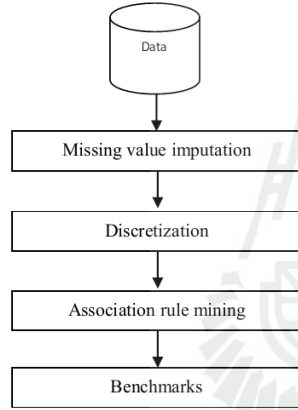 Data
Missing value imputation
Discretization
Association rule mining
Benchmarks